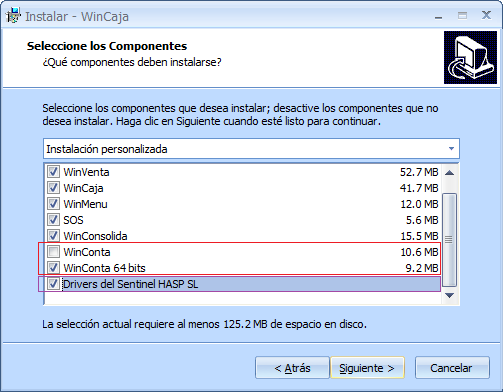 Instalar - WinCaja
Seleccione los Componentes
¿Qué componentes deben instalarse?
Seleccione los componentes que desea instalar; desactive los componentes que no
desea instalar. Haga clic en Siguiente cuando esté listo para continuar.
Instalación personalizada
WinVenta 52.7 MB
WinCaja 41.7 MB
WinMenu 12.0 MB
SOS 5.6 MB
WinConsolida 15.5 MB
WinConta 10.6 MB
WinConta 64 bits 9.2 MB
Drivers del Sentinel HASP SL
La selección actual requiere al menos 125.2 MB de espacio en disco.
< Atrás Siguiente > Cancelar